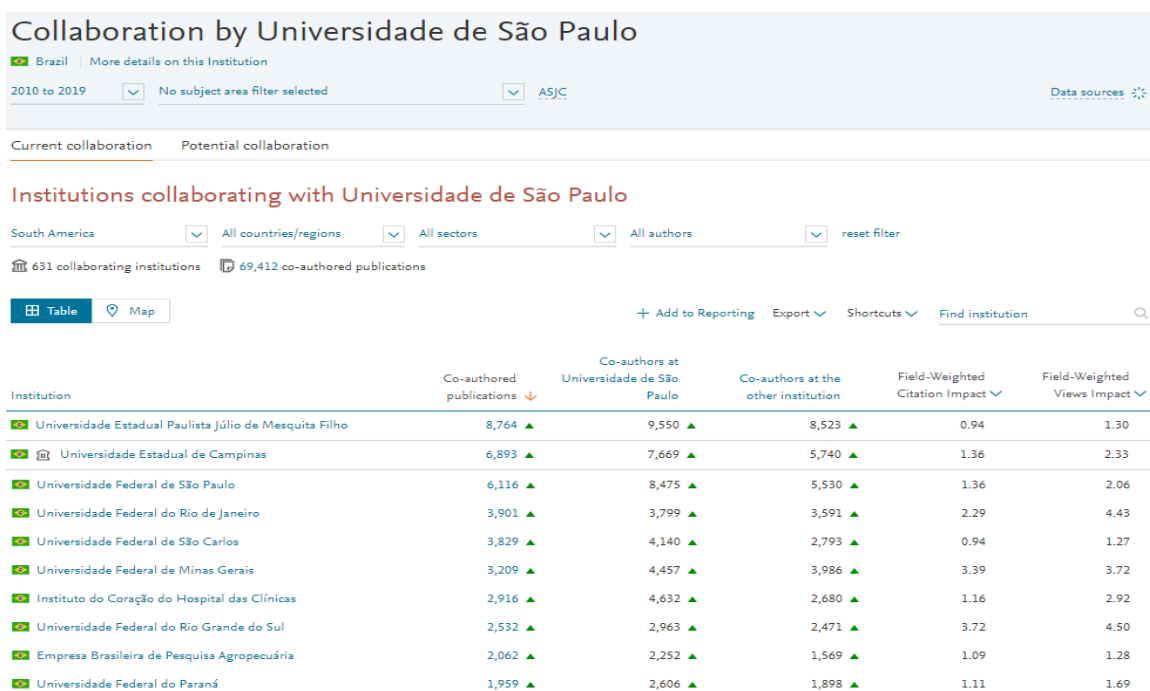 Collaboration by Universidade de São Paulo
Brazil | More details on this Institution
2010 to 2019 No subject area filter selected ASJC Data sources
Current collaboration Potential collaboration
Institutions collaborating with Universidade de São Paulo
South America All countries/regions All sectors All authors reset filter
631 collaborating institutions 69,412 co-authored publications
Table Map + Add to Reporting Export Shortcuts Find institution
Institution Co-authored publications Co-authors at Universidade de São Paulo Co-authors at the other institution Field-Weighted Citation Impact Field-Weighted Views Impact
Universidade Estadual Paulista Júlio de Mesquita Filho 8,764 9,550 8,523 0.94 1.30
Universidade Estadual de Campinas 6,893 7,669 5,740 1.36 2.33
Universidade Federal de São Paulo 6,116 8,475 5,530 1.36 2.06
Universidade Federal do Rio de Janeiro 3,901 3,799 3,591 2.29 4.43
Universidade Federal de São Carlos 3,829 4,140 2,793 0.94 1.27
Universidade Federal de Minas Gerais 3,209 4,457 3,986 3.39 3.72
Instituto do Coração do Hospital das Clínicas 2,916 4,632 2,680 1.16 2.92
Universidade Federal do Rio Grande do Sul 2,532 2,963 2,471 3.72 4.50
Empresa Brasileira de Pesquisa Agropecuária 2,062 2,252 1,569 1.09 1.28
Universidade Federal do Paraná 1,959 2,606 1,898 1.11 1.69